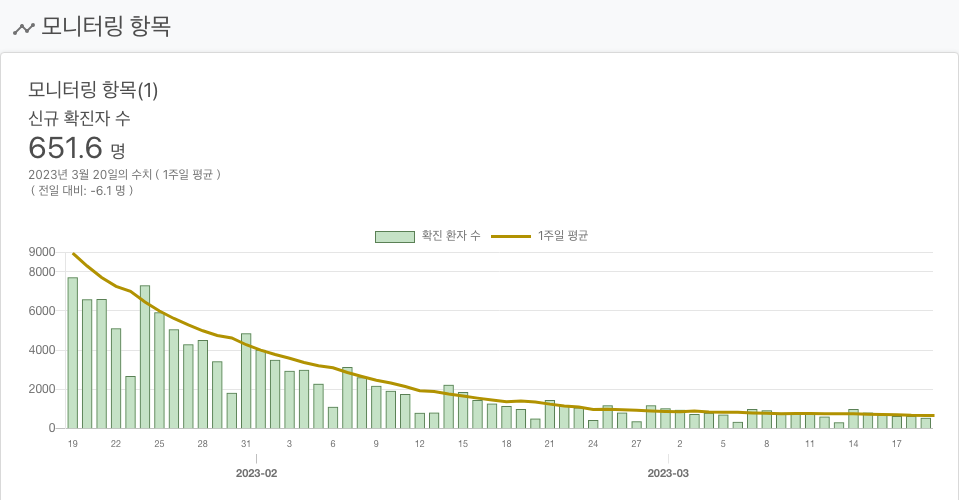 모니터링 항목
모니터링 항목(1)
신규 확진자 수
651.6 명
2023년 3월 20일의 수치 ( 1주일 평균 )
( 전일 대비: -6.1 명 )
확진 환자 수 1주일 평균
9000
8000
6000
4000
2000
0
19 22 25 28 31 3 6 9 12 15 18 21 24 27 2 5 8 11 14 17
2023-02 2023-03